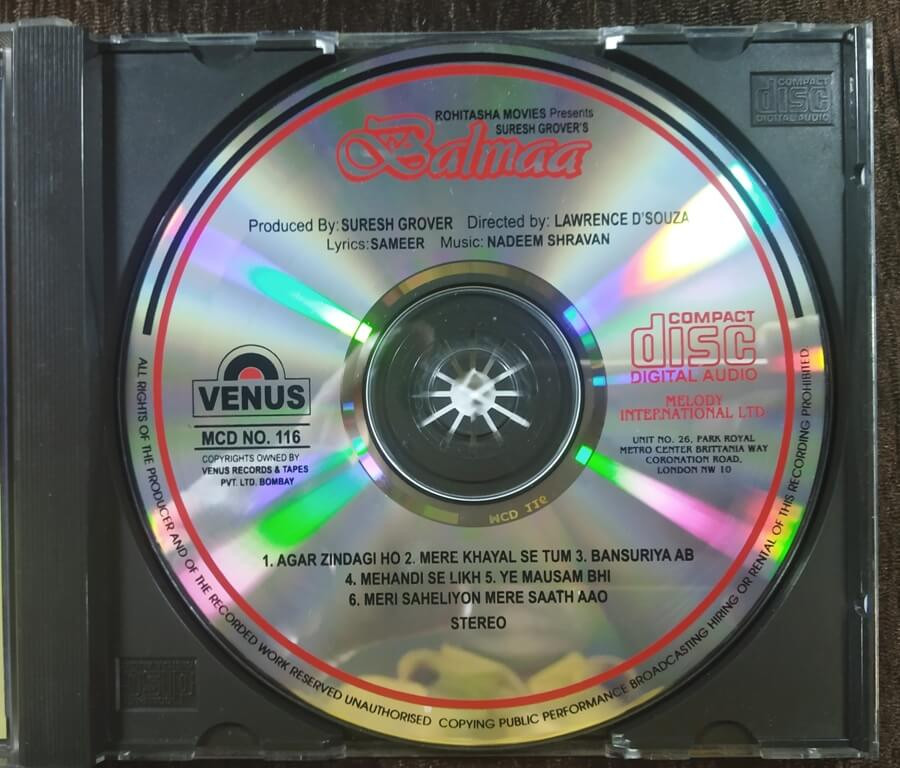 COMPACT
disc
DIGITAL AUDIO
ROHITASHA MOVIES Presents
SURESH GROVER'S
Balmaa
Produced By: SURESH GROVER Directed by: LAWRENCE D'SOUZA
Lyrics: SAMEER Music: NADEEM SHRAVAN
VENUS
MCD NO. 116
COPYRIGHTS OWNED BY
VENUS RECORDS & TAPES
PVT. LTD. BOMBAY
COMPACT
disc
DIGITAL AUDIO
MELODY
INTERNATIONAL LTD
UNIT NO. 26, PARK ROYAL
METRO CENTER BRITTANIA WAY
CORONATION ROAD,
LONDON NW 10
MCD 116
1. AGAR ZINDAGI HO 2. MERE KHAYAL SE TUM 3. BANSURIYA AB
4. MEHANDI SE LIKH 5. YE MAUSAM BHI
6. MERI SAHELIYON MERE SAATH AAO
STEREO
ALL RIGHTS OF THE PRODUCER AND OF THE RECORDED WORK RESERVED UNAUTHORISED COPYING PUBLIC PERFORMANCE BROADCASTING HIRING OR RENTAL OF THIS RECORDING PROHIBITED.